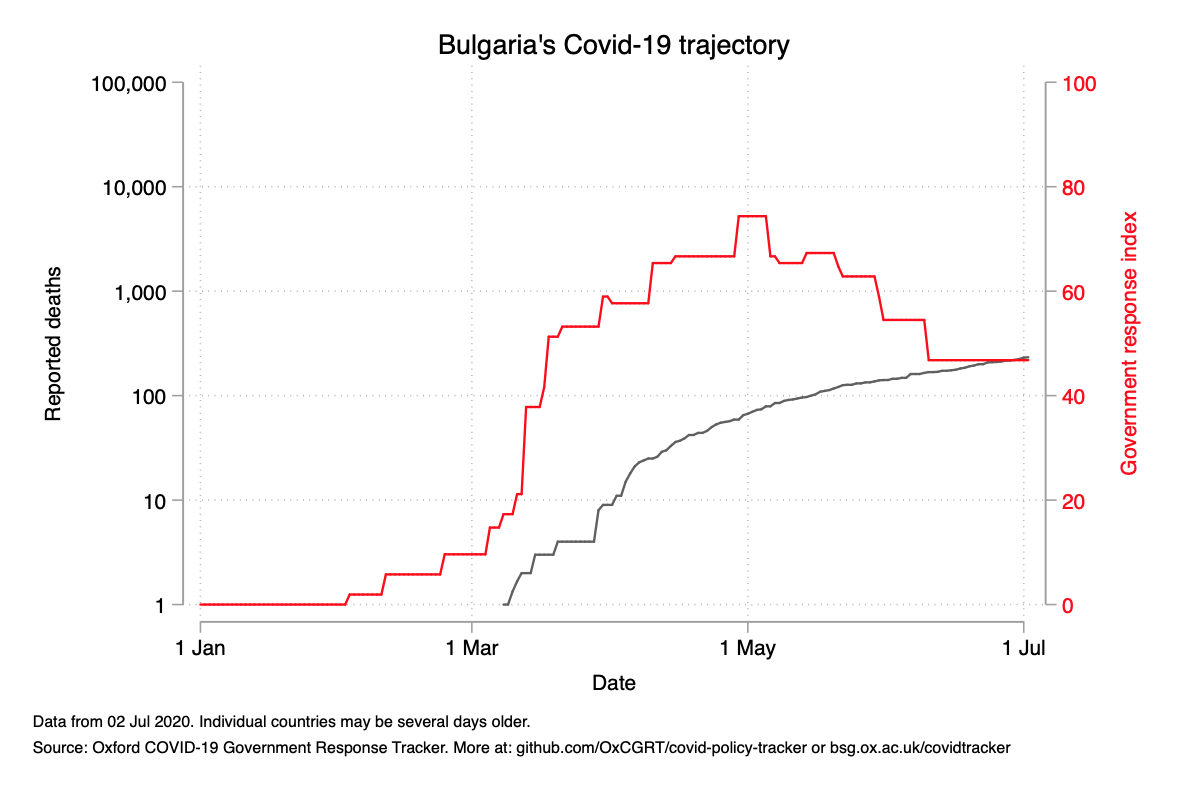 Bulgaria's Covid-19 trajectory
100,000
10,000
1,000
100
10
1
Reported deaths
100
80
60
40
20
0
Government response index
1 Jan
1 Mar
1 May
1 Jul
Date
Data from 02 Jul 2020. Individual countries may be several days older.
Source: Oxford COVID-19 Government Response Tracker. More at: github.com/OxCGRT/covid-policy-tracker or bsg.ox.ac.uk/covidtracker